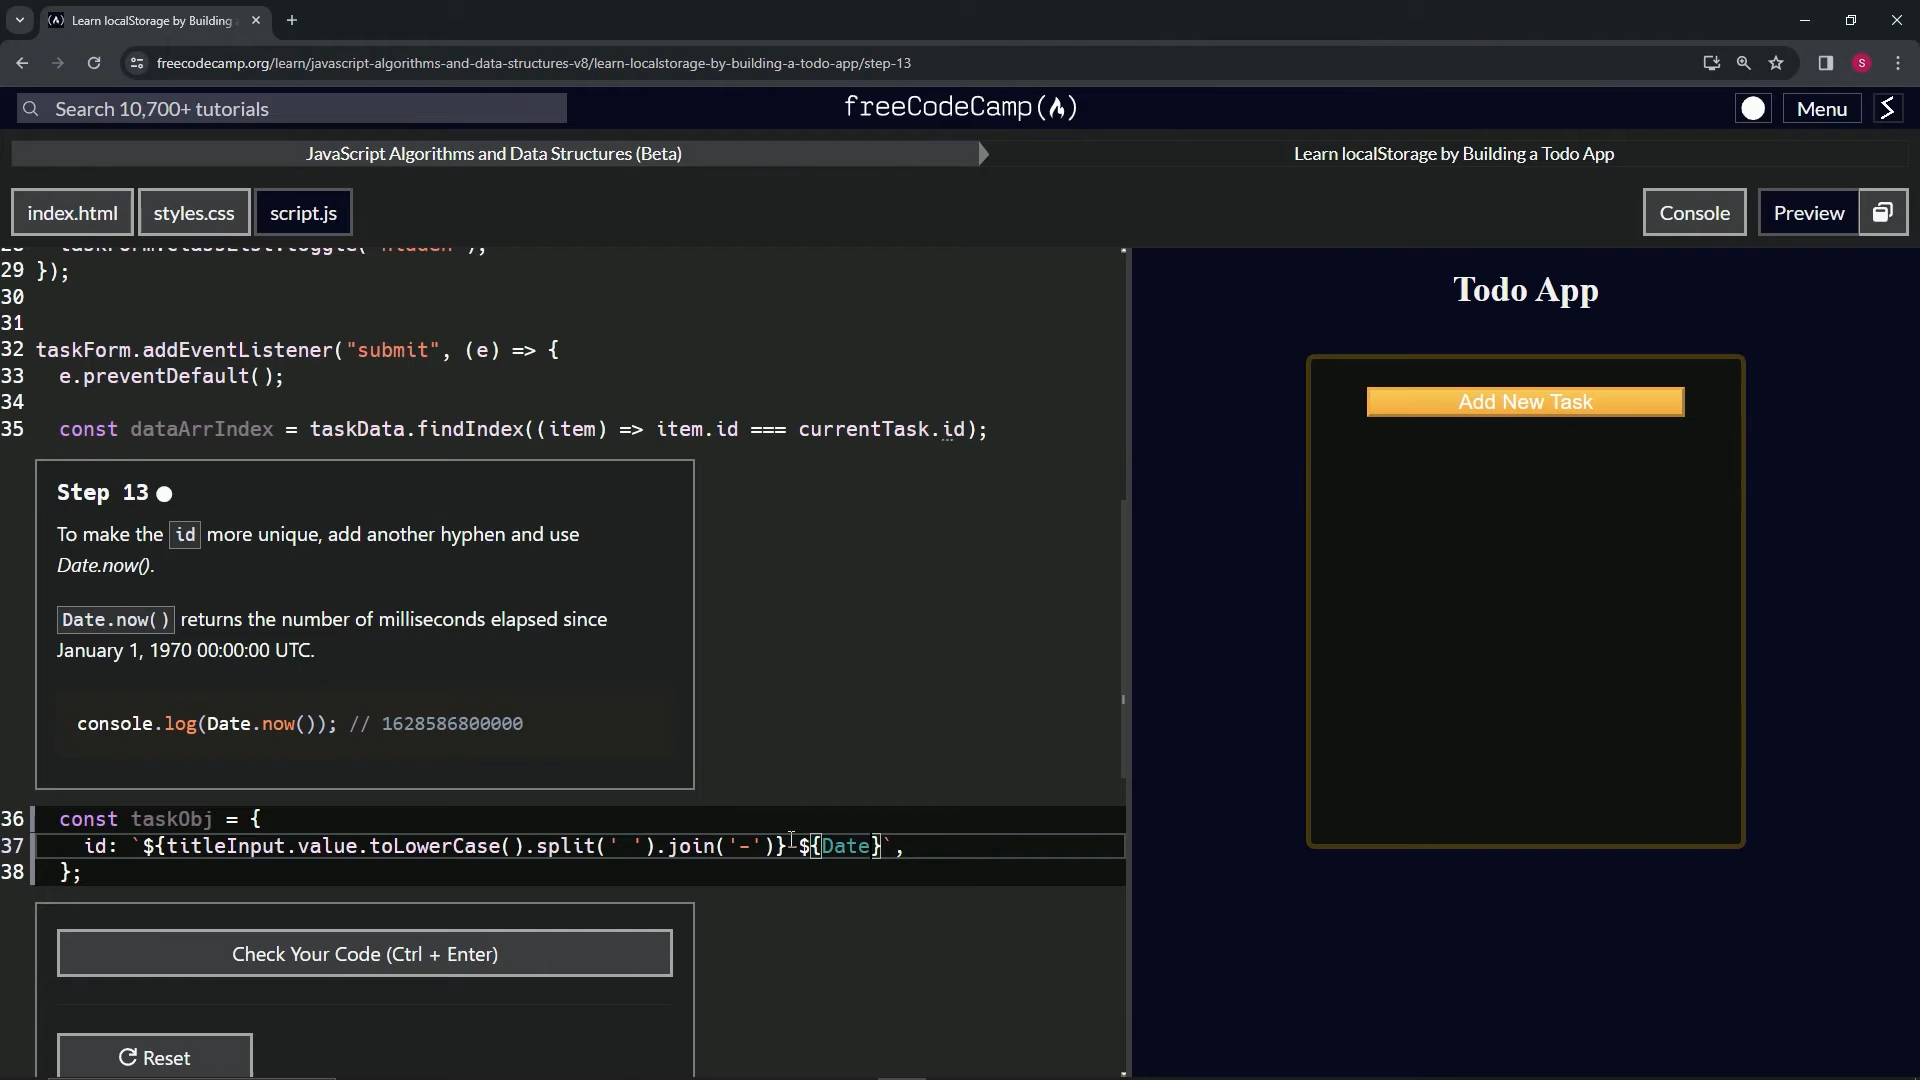 Learn localStorage by Building
freecodecamp.org/learn/javascript-algorithms-and-data-structures-v8/learn-localstorage-by-building-a-todo-app/step-13
S
Search 10,700+ tutorials
freeCodeCamp
Menu
JavaScript Algorithms and Data Structures (Beta)
Learn localStorage by Building a Todo App
index.html
styles.css
script.js
Console
Preview
28 taskForm.classList.toggle("hidden");
29 });
30
31
32 taskForm.addEventListener("submit", (e) => {
33 e.preventDefault();
34
35 const dataArrIndex = taskData.findIndex((item) => item.id === currentTask.id);
Step 13
To make the id more unique, add another hyphen and use
Date.now().
Date.now() returns the number of milliseconds elapsed since
January 1, 1970 00:00:00 UTC.
console.log(Date.now()); // 1628586800000
36 const taskObj = {
37 id: `${titleInput.value.toLowerCase().split(' ').join('-')}-${Date}`,
38 };
Check Your Code (Ctrl + Enter)
Reset
Todo App
Add New Task